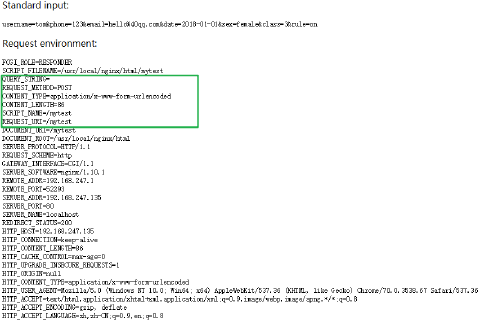 Standard input:
username=tom&phone=123&email=hello@40qq.com&date=2018-01-01&sex=female&class=3&rule=on
Request environment:
FCGI_ROLE=RESPONDER
SCRIPT_FILENAME=/usr/local/nginx/html/mytest
QUERY_STRING=
REQUEST_METHOD=POST
CONTENT_TYPE=application/x-www-form-urlencoded
CONTENT_LENGTH=86
SCRIPT_NAME=/mytest
REQUEST_URI=/mytest
DOCUMENT_URI=/mytest
DOCUMENT_ROOT=/usr/local/nginx/html
SERVER_PROTOCOL=HTTP/1.1
REQUEST_SCHEME=http
GATEWAY_INTERFACE=CGI/1.1
SERVER_SOFTWARE=nginx/1.10.1
REMOTE_ADDR=192.168.247.1
REMOTE_PORT=52293
SERVER_ADDR=192.168.247.135
SERVER_PORT=80
SERVER_NAME=localhost
REDIRECT_STATUS=200
HTTP_HOST=192.168.247.135
HTTP_CONNECTION=keep-alive
HTTP_CONTENT_LENGTH=86
HTTP_CACHE_CONTROL=max-age=0
HTTP_UPGRADE_INSECURE_REQUESTS=1
HTTP_ORIGIN=null
HTTP_CONTENT_TYPE=application/x-www-form-urlencoded
HTTP_USER_AGENT=Mozilla/5.0 (Windows NT 10.0; Win64; x64) AppleWebKit/537.36 (KHTML, like Gecko) Chrome/70.0.3538.67 Safari/537.36
HTTP_ACCEPT=text/html,application/xhtml+xml,application/xml;q=0.9,image/webp,image/apng,*/*;q=0.8
HTTP_ACCEPT_ENCODING=gzip, deflate
HTTP_ACCEPT_LANGUAGE=zh,zh-CN;q=0.9,en;q=0.8